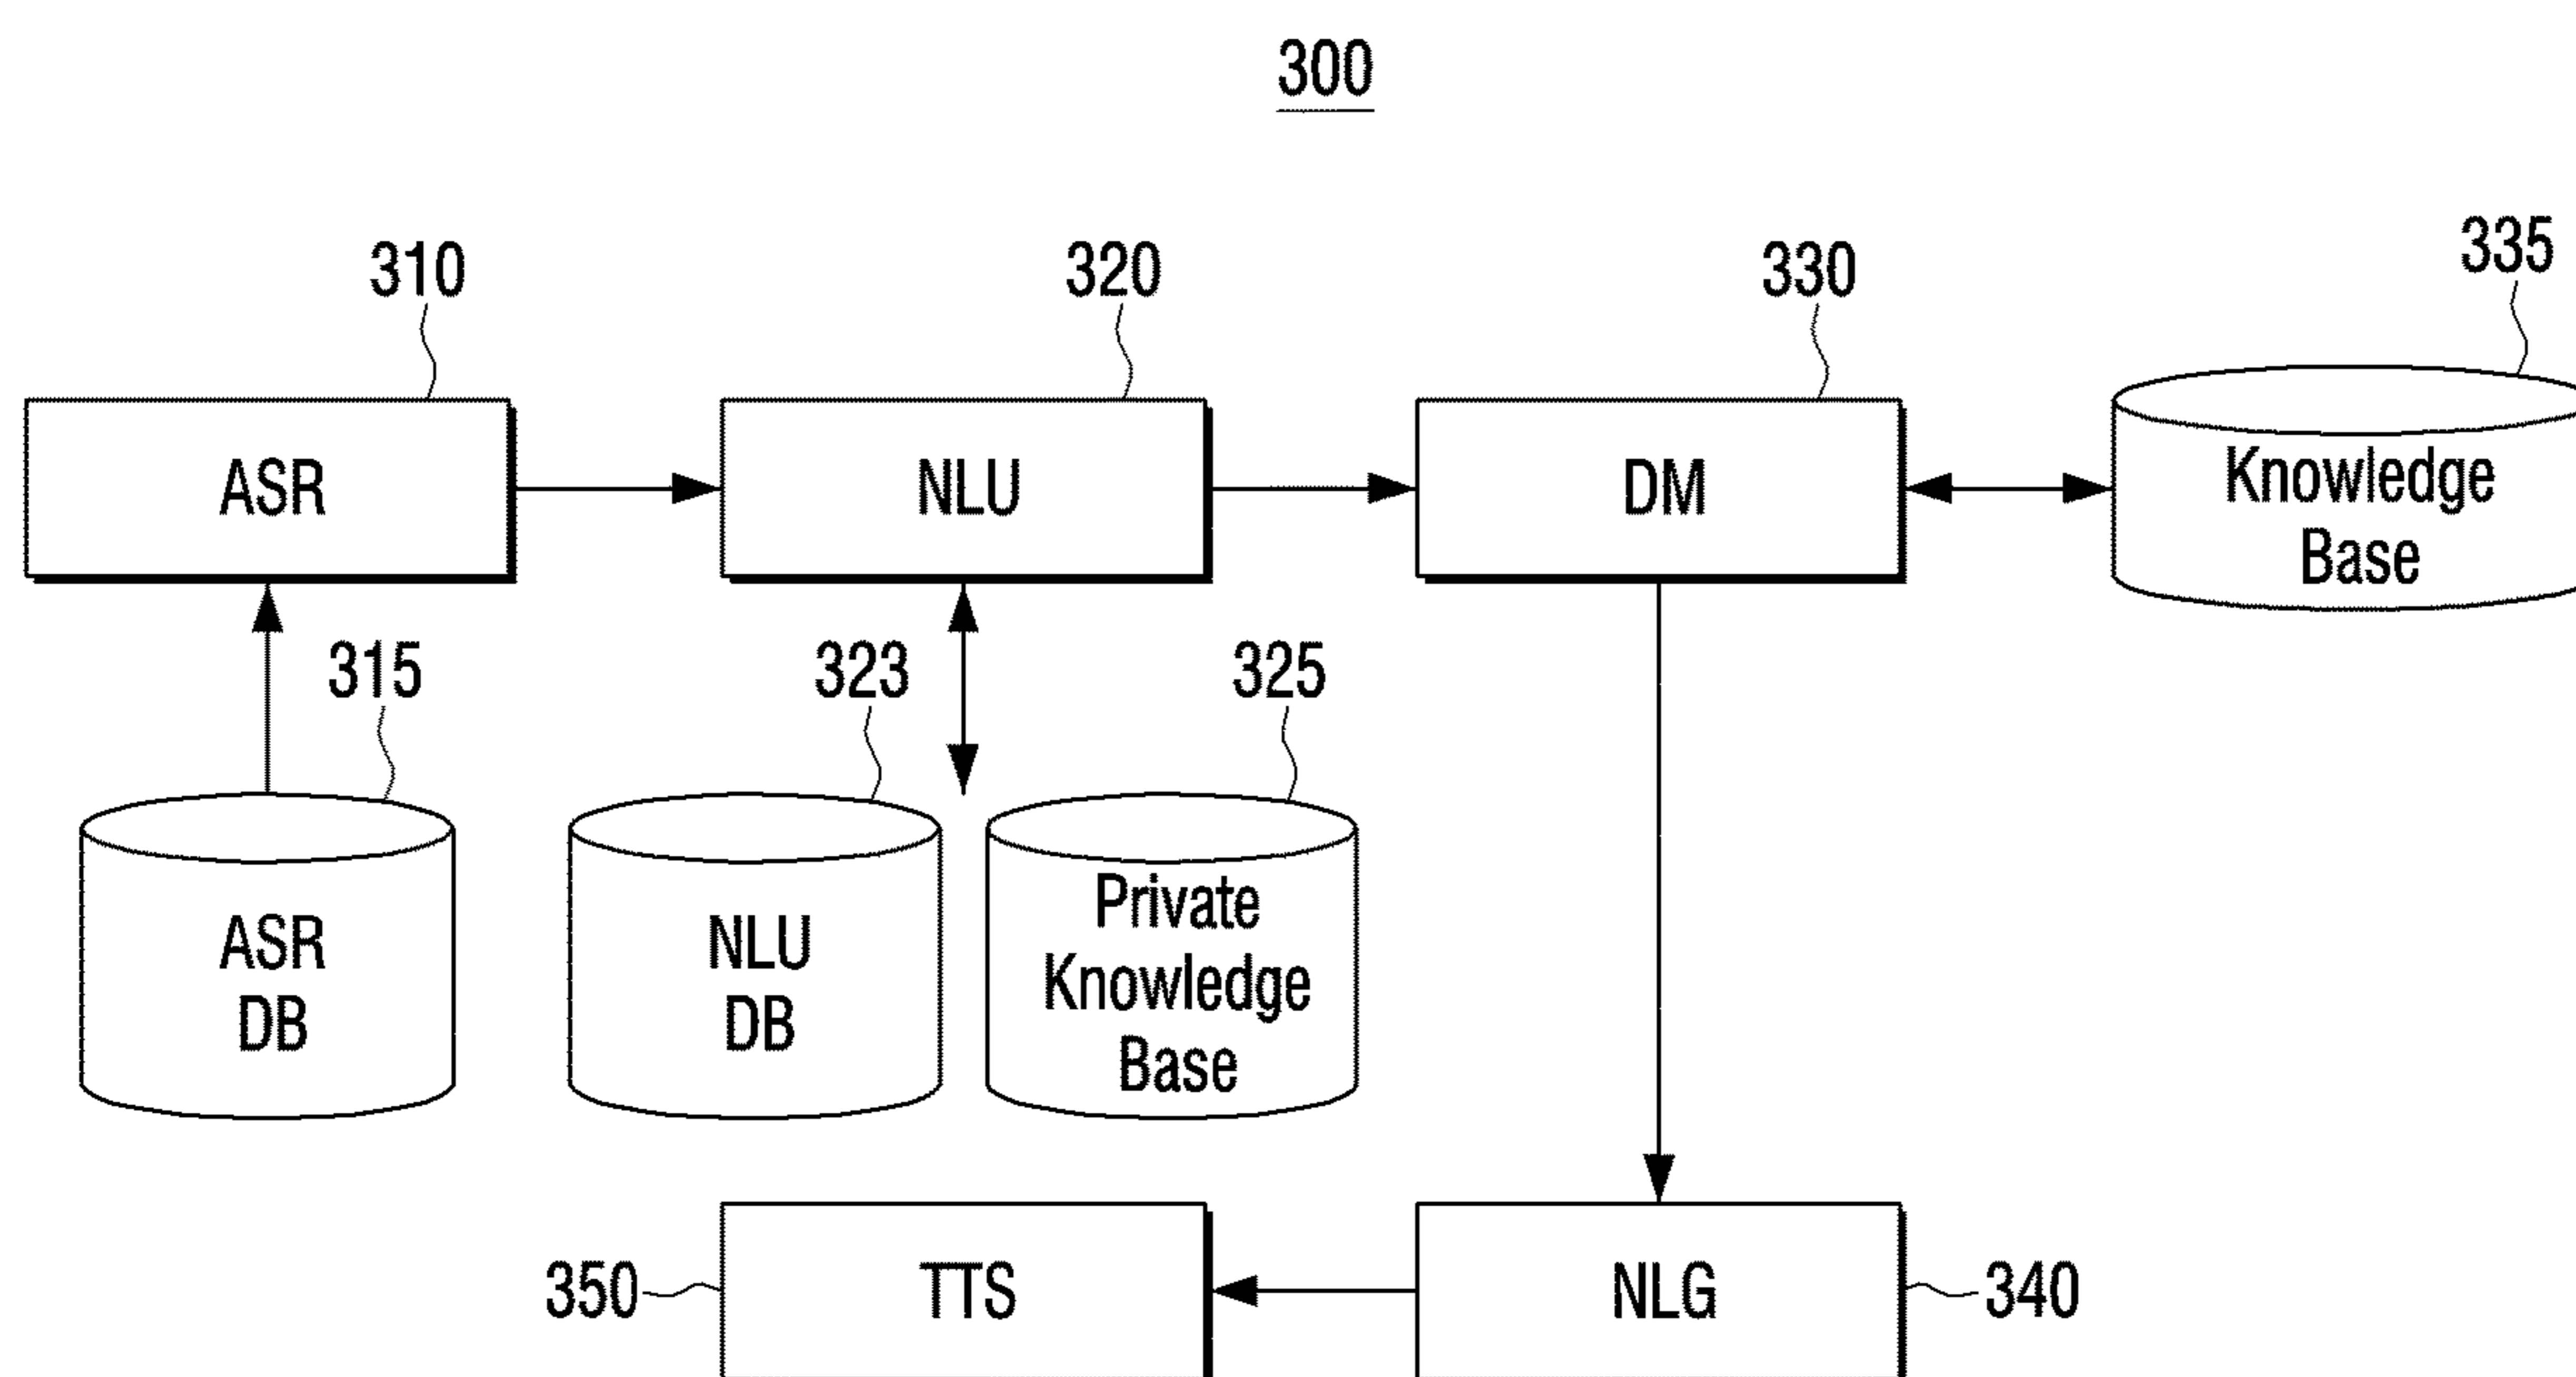 300
310
320
330
335
ASR
NLU
DM
Knowledge
Base
315
323
325
ASR
DB
NLU
DB
Private
Knowledge
Base
350
TTS
NLG
340